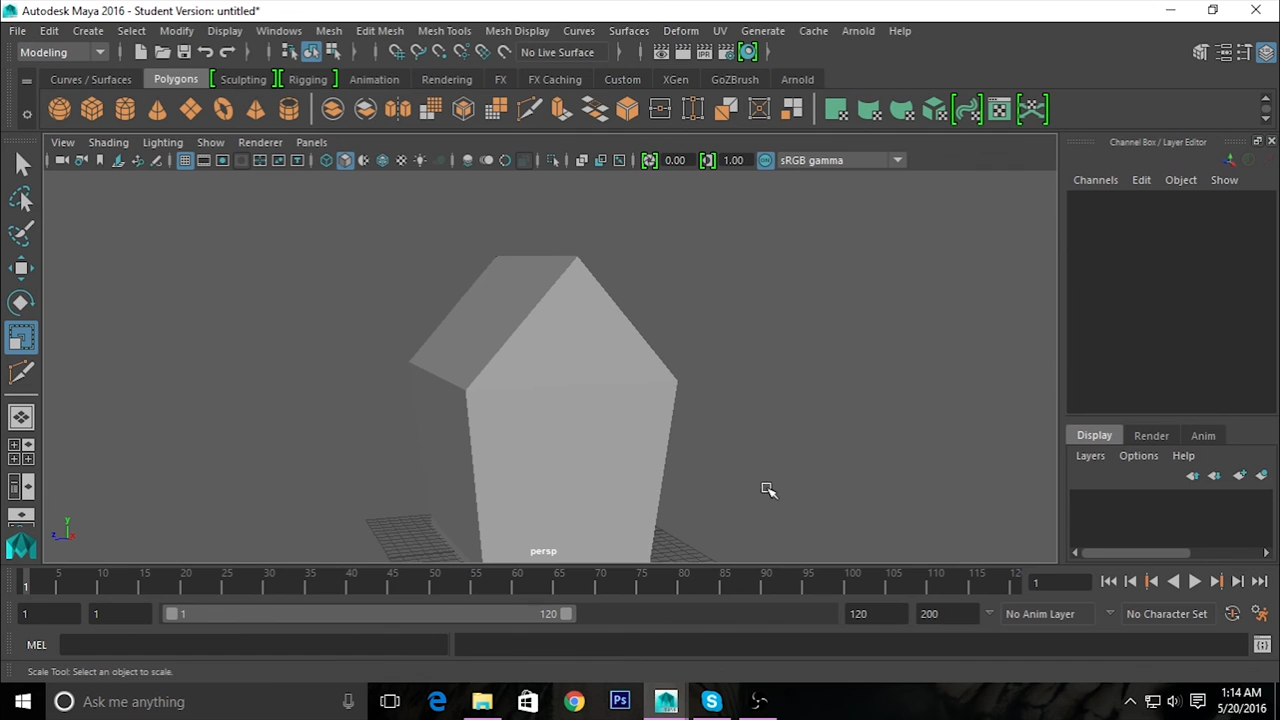 Autodesk Maya 2016 - Student Version: untitled*
File Edit Create Select Modify Display Windows Mesh Edit Mesh Mesh Tools Mesh Display Curves Surfaces Deform UV Generate Cache Arnold Help
Modeling No Live Surface
Curves / Surfaces Polygons Sculpting Rigging Animation Rendering FX FX Caching Custom XGen GoZBrush Arnold
View Shading Lighting Show Renderer Panels
0.00 1.00 sRGB gamma
Channel Box / Layer Editor
Channels Edit Object Show
Display Render Anim
Layers Options Help
y
z
persp
5 10 15 20 25 30 35 40 45 50 55 60 65 70 75 80 85 90 95 100 105 110 115 12
1 1
1 1 1 120 120 200 No Anim Layer No Character Set
MEL
Scale Tool: Select an object to scale.
Ask me anything
Ps
1:14 AM
5/20/2016